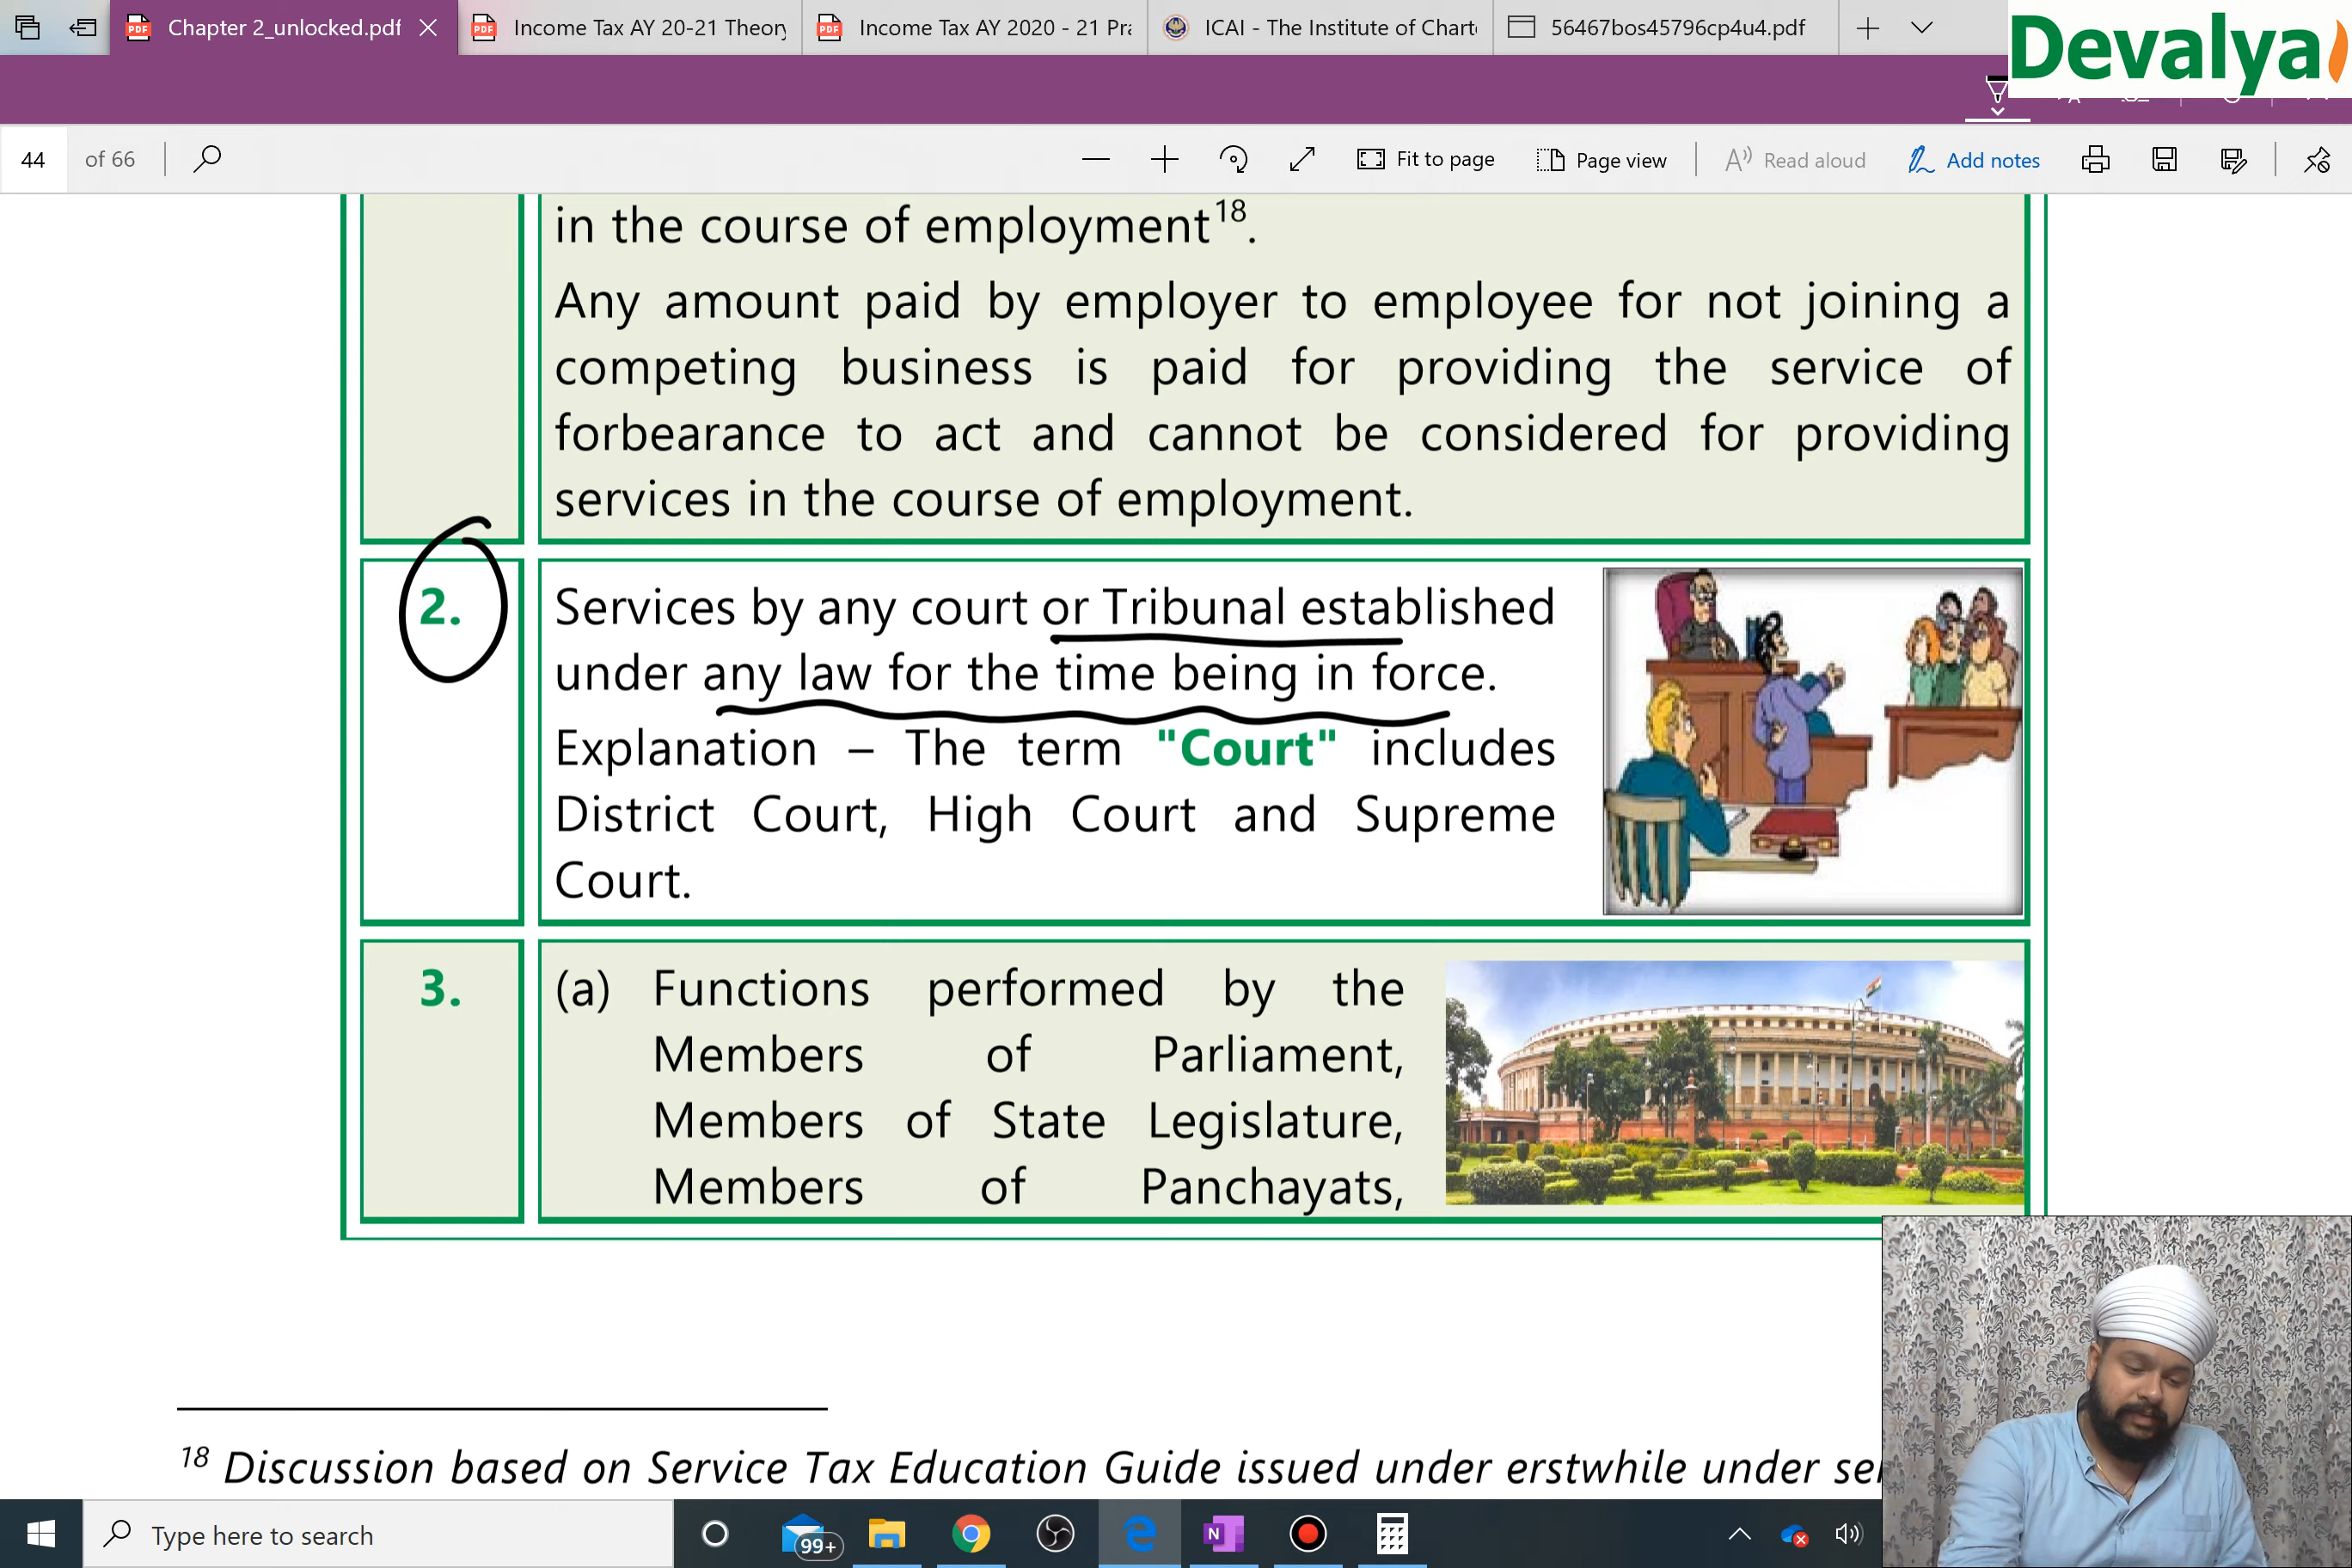 Chapter 2_unlocked.pdf
Income Tax AY 20-21 Theory
Income Tax AY 2020 - 21 Pra
ICAI - The Institute of Chart
56467bos45796cp4u4.pdf
Devalya
44 of 66
Fit to page
Page view
Read aloud
Add notes
in the course of employment18.
Any amount paid by employer to employee for not joining a
competing business is paid for providing the service of
forbearance to act and cannot be considered for providing
services in the course of employment.
2.
Services by any court or Tribunal established
under any law for the time being in force.
Explanation – The term "Court" includes
District Court, High Court and Supreme
Court.
3.
(a) Functions performed by the
Members of Parliament,
Members of State Legislature,
Members of Panchayats,
18 Discussion based on Service Tax Education Guide issued under erstwhile under se
Type here to search
99+